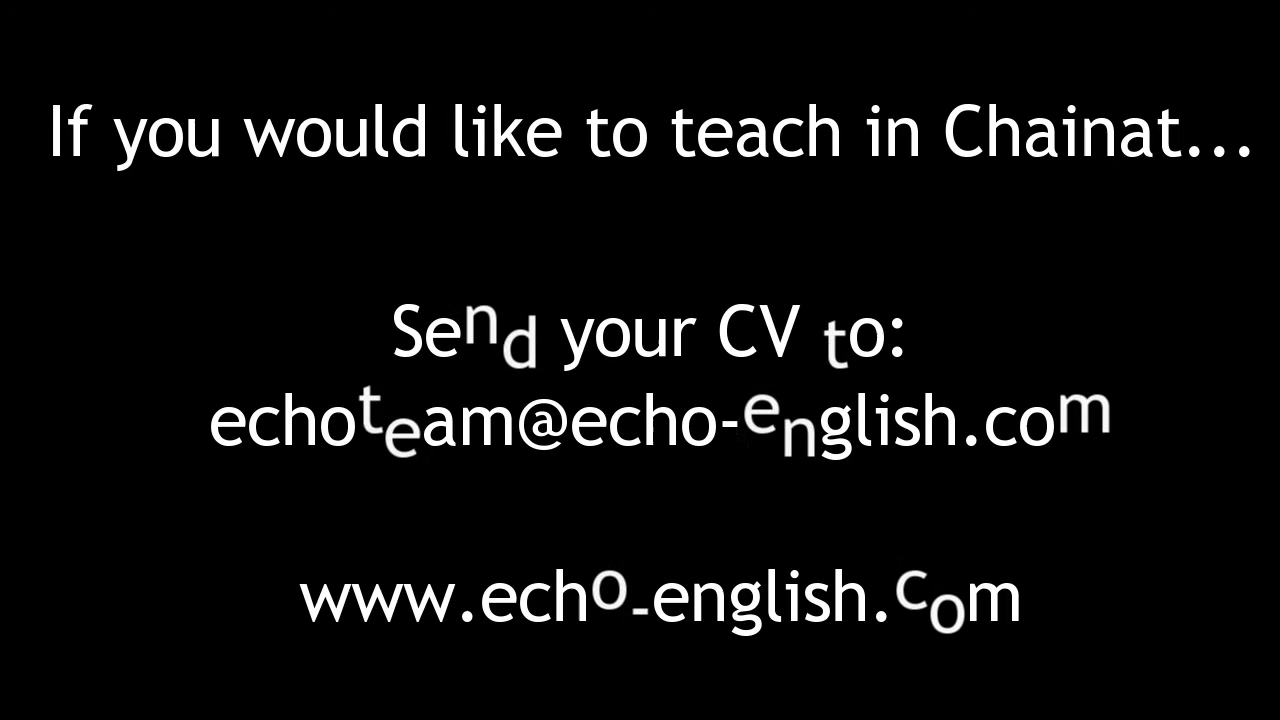 If you would like to teach in Chainat...
Send your CV to:
echoteam@echo-english.com
www.echo-english.com